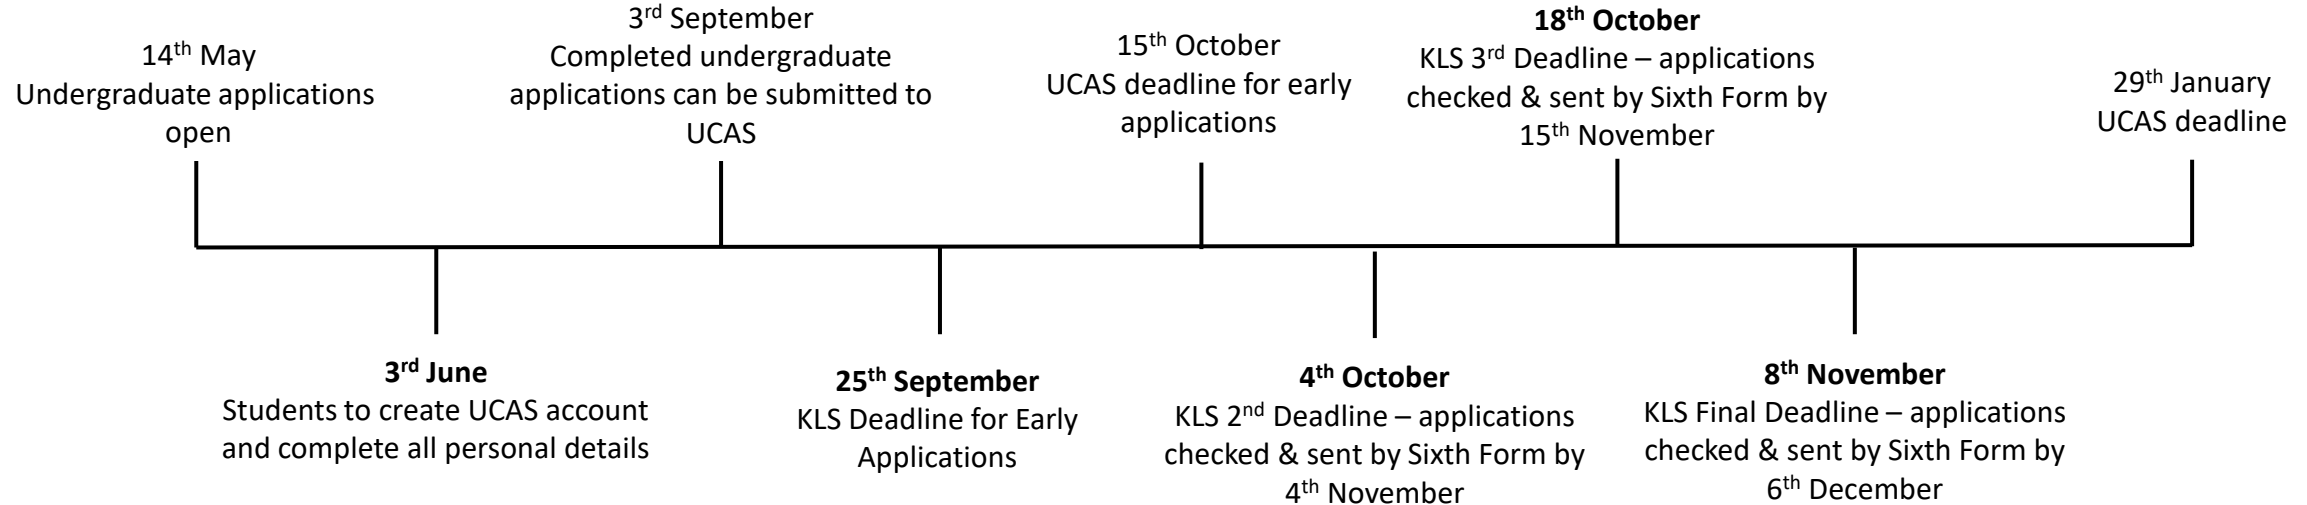 14th May
Undergraduate applications
open
3rd June
Students to create UCAS account
and complete all personal details
3rd September
Completed undergraduate
applications can be submitted to
UCAS
25th September
KLS Deadline for Early
Applications
15th October
UCAS deadline for early
applications
4th October
KLS 2nd Deadline – applications
checked & sent by Sixth Form by
4th November
18th October
KLS 3rd Deadline – applications
checked & sent by Sixth Form by
15th November
8th November
KLS Final Deadline – applications
checked & sent by Sixth Form by
6th December
29th January
UCAS deadline